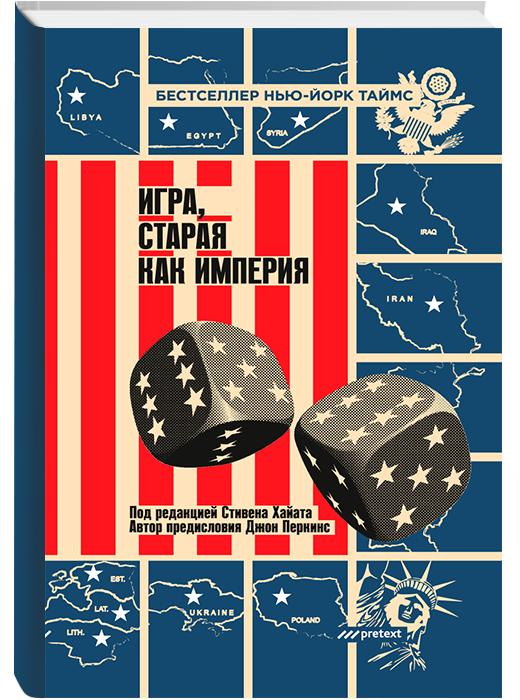 БЕСТСЕЛЛЕР НЬЮ-ЙОРК ТАЙМС
LIBYA
EGYPT
SYRIA
ИГРА,
СТАРАЯ
КАК ИМПЕРИЯ
IRAQ
IRAN
Под редакцией Стивена Хайата
Автор предисловия Джон Перкинс
EST.
LAT.
LITH.
UKRAINE
POLAND
pretext